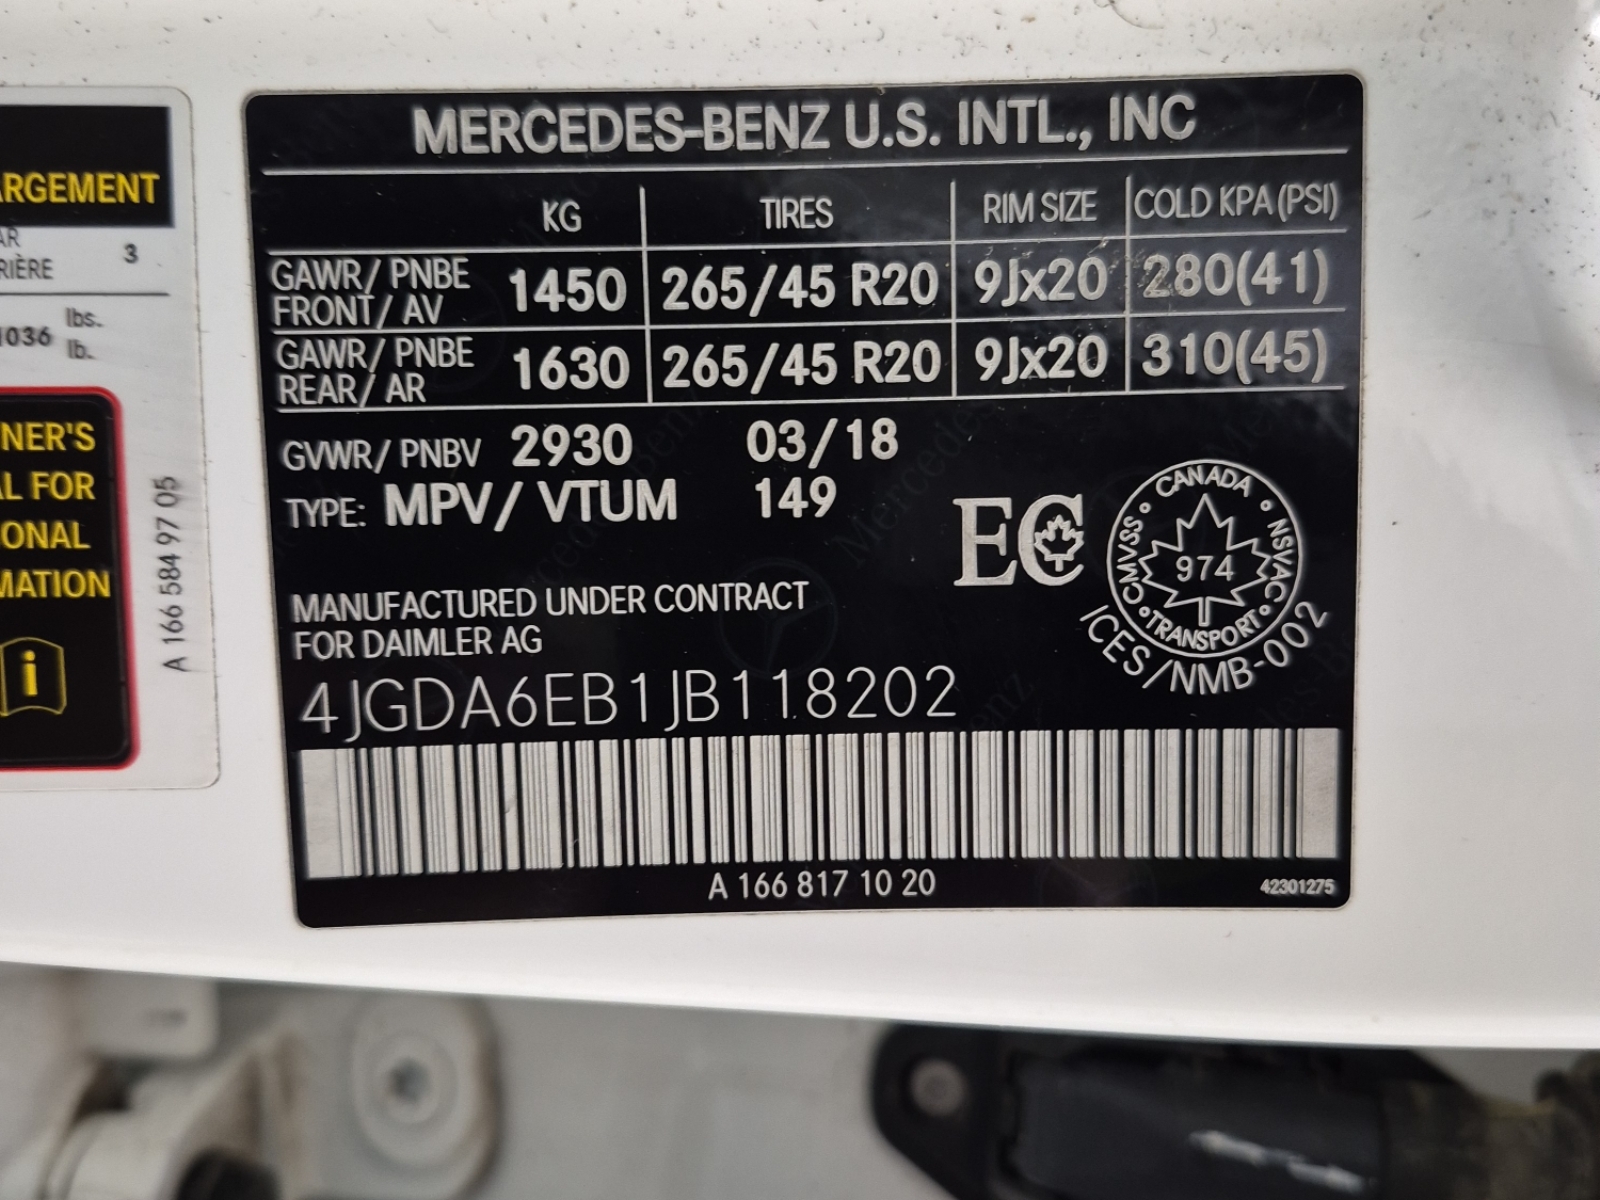 MERCEDES-BENZ U.S. INTL., INC
KG TIRES RIM SIZE COLD KPA (PSI)
GAWR/ PNBE FRONT/ AV 1450 265/45 R20 9Jx20 280(41)
GAWR/ PNBE REAR/ AR 1630 265/45 R20 9Jx20 310(45)
GVWR/ PNBV 2930 03/18
TYPE: MPV/ VTUM 149
EC
CANADA
NSVAC
TRANSPORT
CMVSS
974
ICES/NMB-002
MANUFACTURED UNDER CONTRACT
FOR DAIMLER AG
4JGDA6EB1JB118202
A 166 817 10 20
42301275
ARGEMENT
AR
RIÈRE 3
1036 lbs.
lb.
NER'S
AL FOR
ONAL
MATION
i
A 166 584 97 05